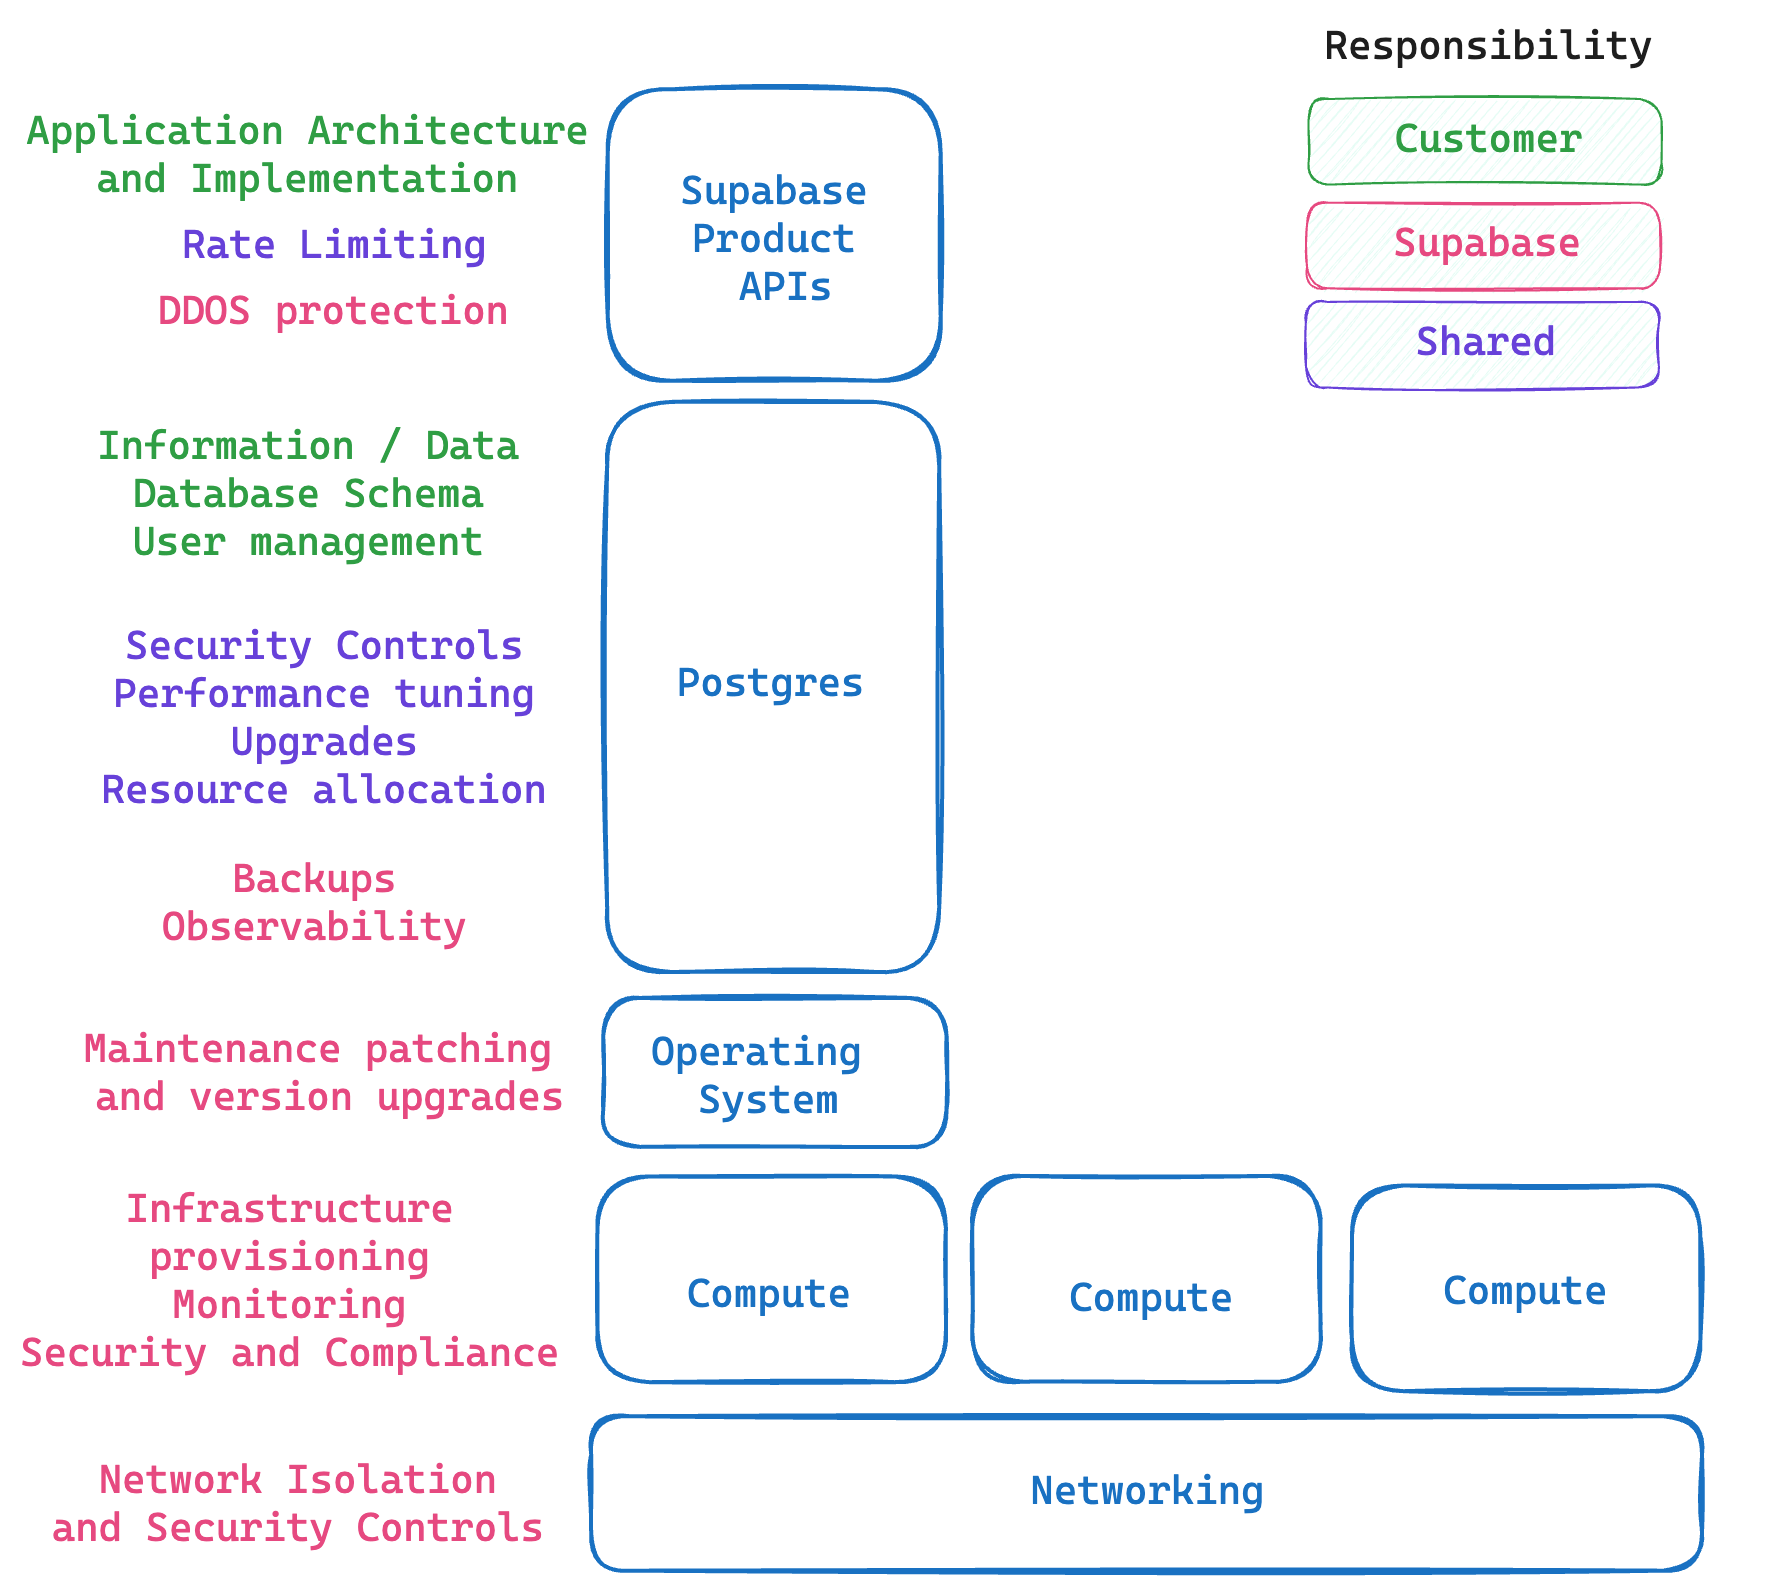 Responsibility
Customer
Supabase
Shared
Application Architecture
and Implementation
Rate Limiting
DDOS protection
Supabase
Product
APIs
Information / Data
Database Schema
User management
Security Controls
Performance tuning
Upgrades
Resource allocation
Backups
Observability
Postgres
Maintenance patching
and version upgrades
Operating
System
Infrastructure
provisioning
Monitoring
Security and Compliance
Compute
Compute
Compute
Network Isolation
and Security Controls
Networking